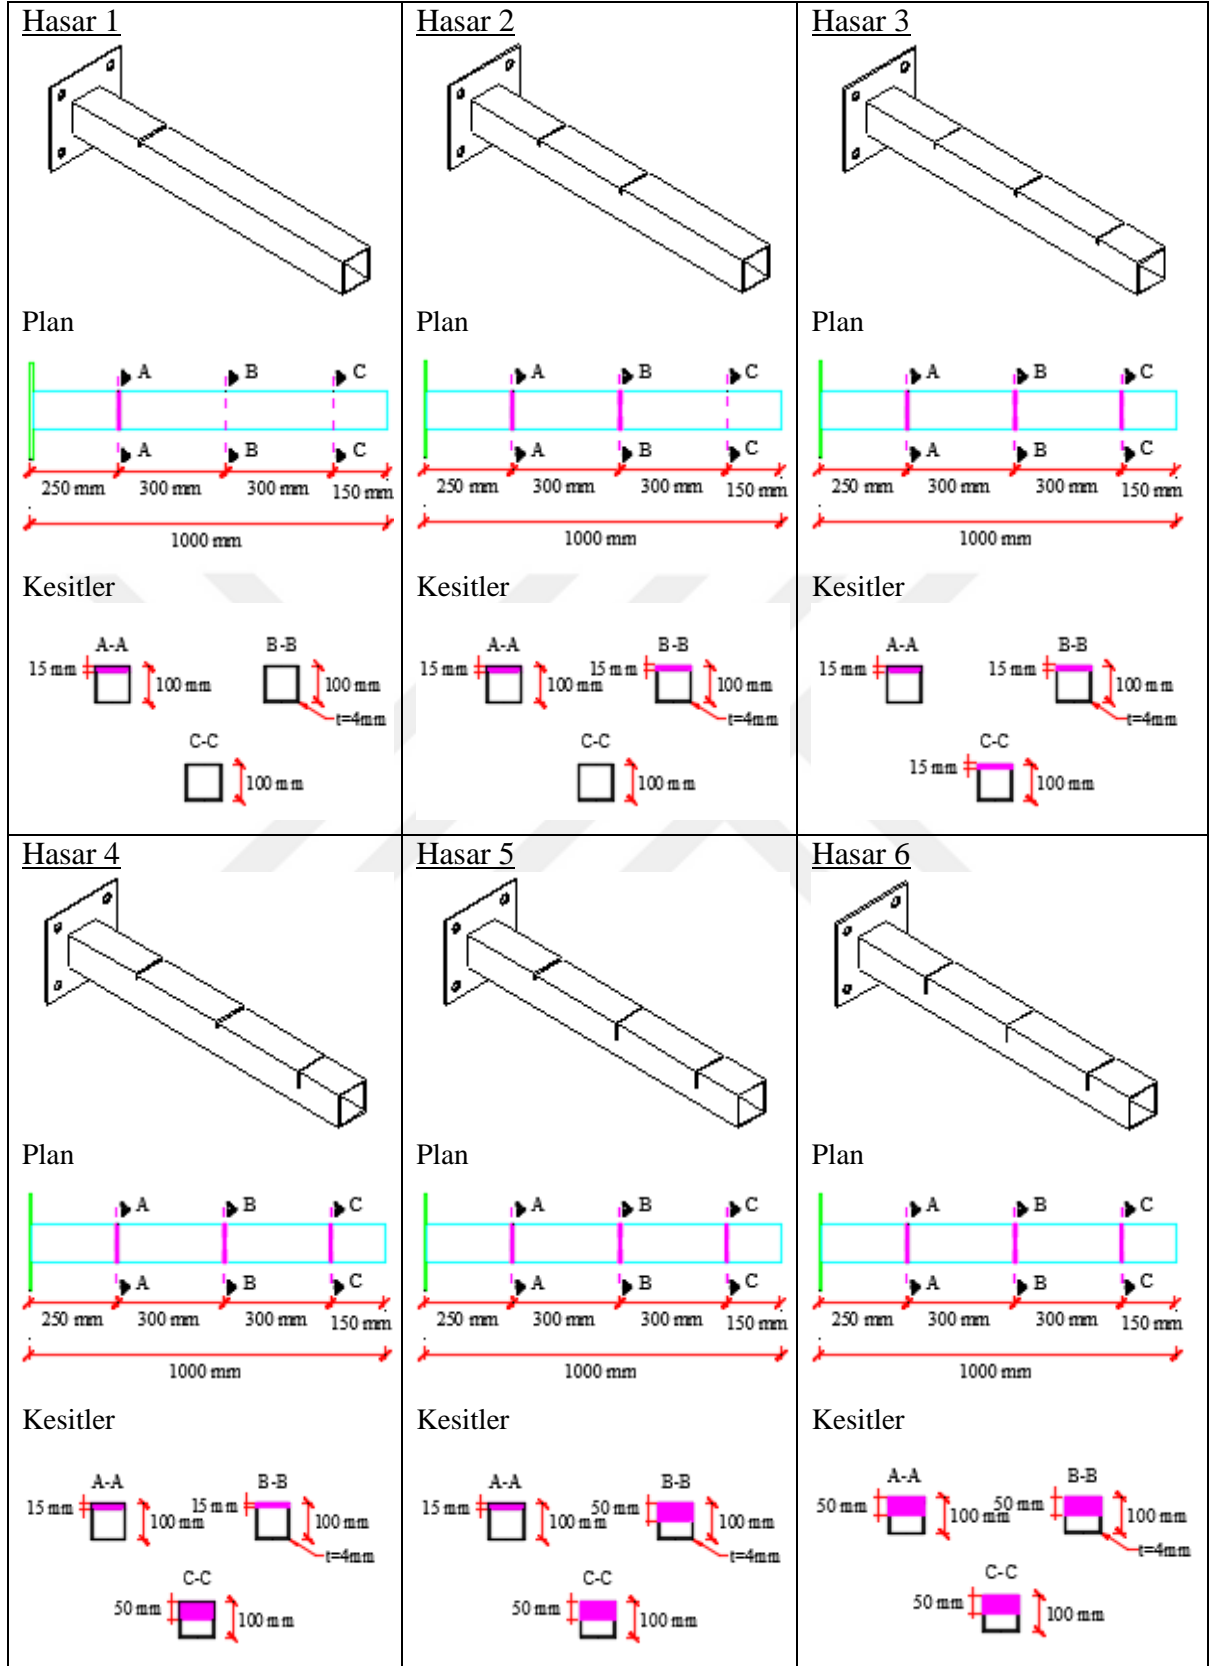 Hasar 1
Plan
A B C
A B C
250 mm 300 mm 300 mm 150 mm
1000 mm
Kesitler
A-A B-B
15 mm 100 mm 100 mm
t=4mm
C-C
100 mm
Hasar 2
Plan
A B C
A B C
250 mm 300 mm 300 mm 150 mm
1000 mm
Kesitler
A-A B-B
15 mm 100 mm 15 mm 100 mm
t=4mm
C-C
100 mm
Hasar 3
Plan
A B C
A B C
250 mm 300 mm 300 mm 150 mm
1000 mm
Kesitler
A-A B-B
15 mm 15 mm 100 mm
t=4mm
C-C
15 mm 100 mm
Hasar 4
Plan
A B C
A B C
250 mm 300 mm 300 mm 150 mm
1000 mm
Kesitler
A-A B-B
15 mm 100 mm 15 mm 100 mm
t=4mm
C-C
50 mm 100 mm
Hasar 5
Plan
A B C
A B C
250 mm 300 mm 300 mm 150 mm
1000 mm
Kesitler
A-A B-B
15 mm 100 mm 50 mm 100 mm
t=4mm
C-C
50 mm 100 mm
Hasar 6
Plan
A B C
A B C
250 mm 300 mm 300 mm 150 mm
1000 mm
Kesitler
A-A B-B
50 mm 100 mm 50 mm 100 mm
t=4mm
C-C
50 mm 100 mm